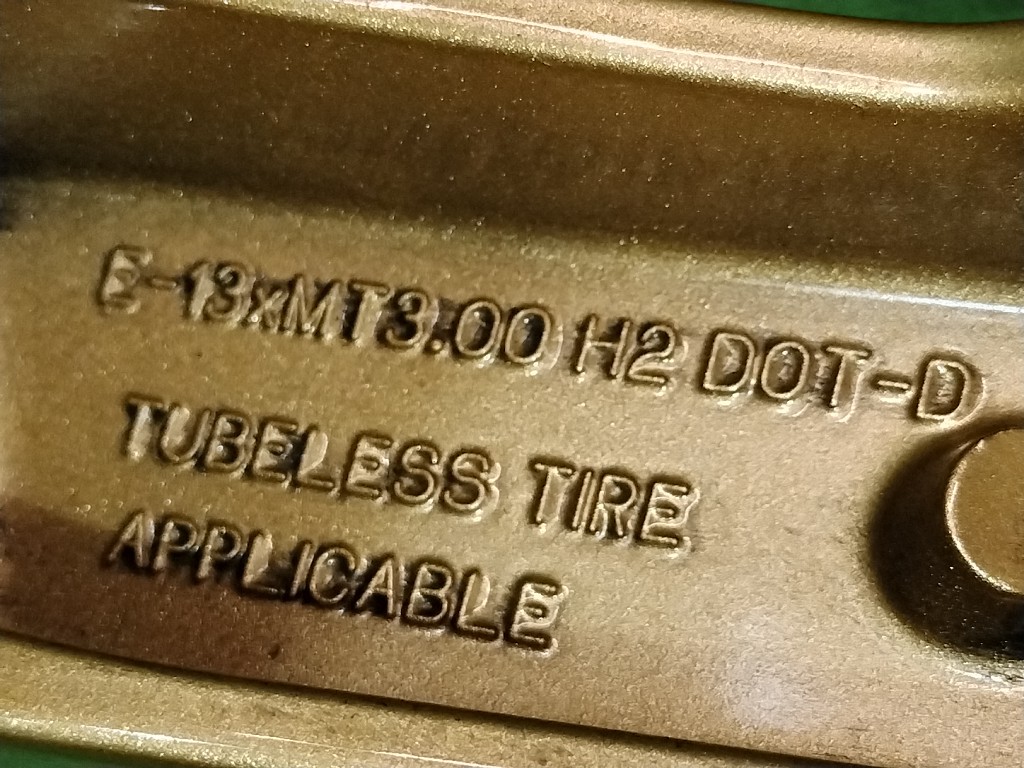 E-13xMT3.00 H2 DOT-D
TUBELESS TIRE
APPLICABLE